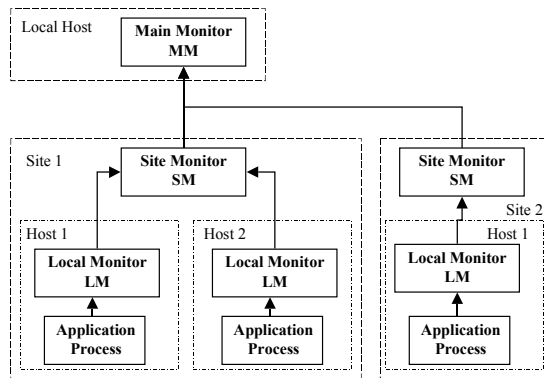 Local Host
Main Monitor
MM
Site 1
Site Monitor
SM
Site Monitor
SM
Site 2
Host 1
Host 2
Host 1
Local Monitor
LM
Local Monitor
LM
Local Monitor
LM
Application
Process
Application
Process
Application
Process